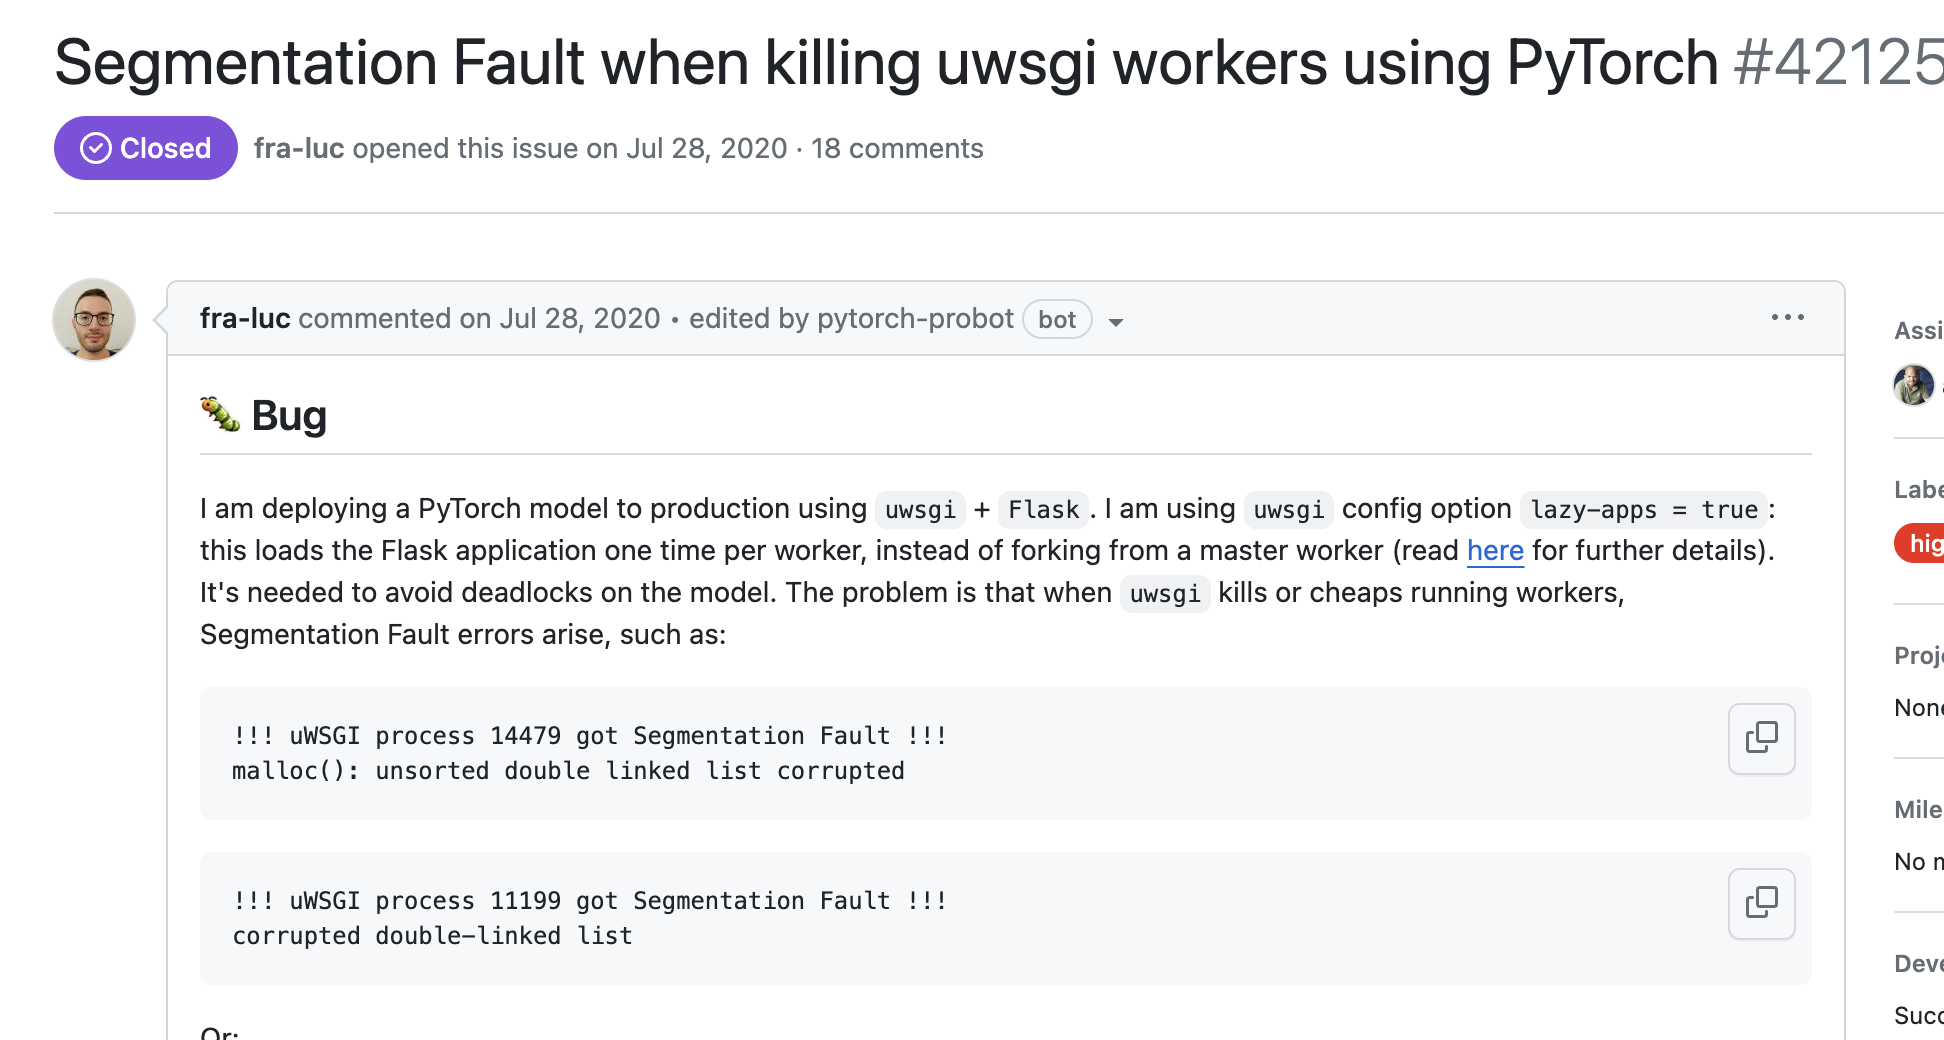 Segmentation Fault when killing uwsgi workers using PyTorch #42125
Closed fra-luc opened this issue on Jul 28, 2020 · 18 comments
fra-luc commented on Jul 28, 2020 • edited by pytorch-probot bot
Assi
Bug
Labe
I am deploying a PyTorch model to production using uwsgi + Flask. I am using uwsgi config option lazy-apps = true:
hig
this loads the Flask application one time per worker, instead of forking from a master worker (read here for further details).
It's needed to avoid deadlocks on the model. The problem is that when uwsgi kills or cheaps running workers,
Segmentation Fault errors arise, such as:
Proj
None
!!! uWSGI process 14479 got Segmentation Fault !!!
malloc(): unsorted double linked list corrupted
Mile
No
!!! uWSGI process 11199 got Segmentation Fault !!!
corrupted double-linked list
Deve
Succ
Or: